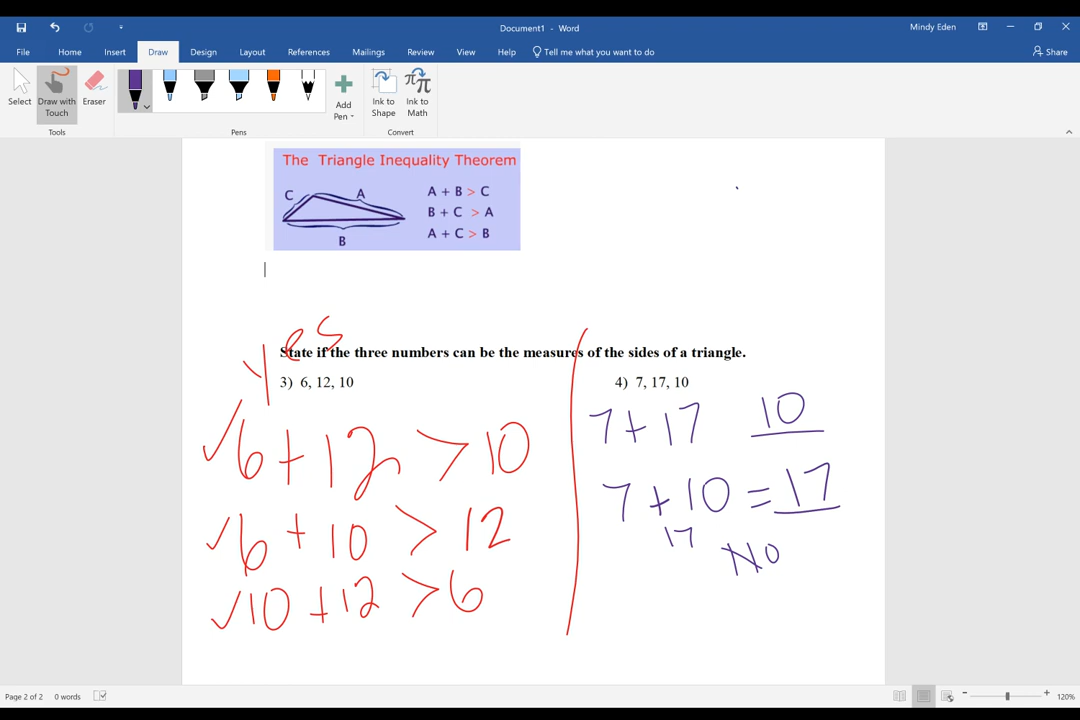 Document1 - Word
Mindy Eden
File Home Insert Draw Design Layout References Mailings Review View Help Tell me what you want to do Share
Select Draw with Touch Eraser Add Pen Ink to Shape Ink to Math
Tools Pens Convert
The Triangle Inequality Theorem
C A A + B > C
B + C > A
B A + C > B
yes
State if the three numbers can be the measures of the sides of a triangle.
3) 6, 12, 10 4) 7, 17, 10
✓6 + 12 > 10 7 + 17 10
✓6 + 10 > 12 7 + 10 = 17
17 No
✓10 + 12 > 6
Page 2 of 2 0 words 120%